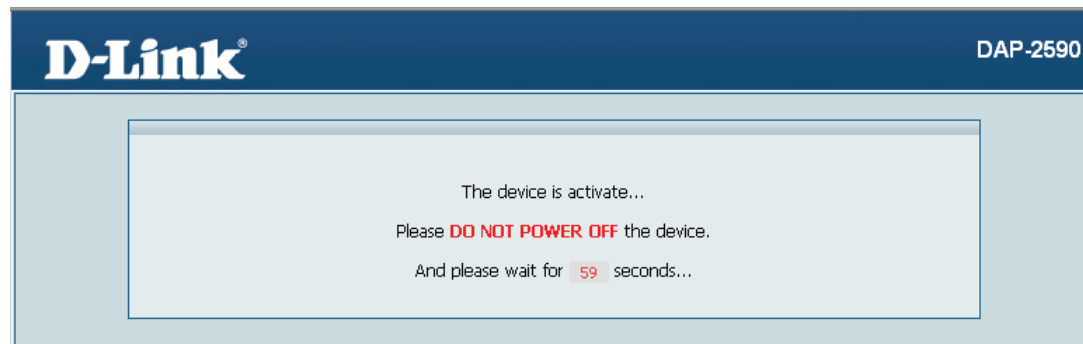 D-Link®
DAP-2590
The device is activate...
Please DO NOT POWER OFF the device.
And please wait for 59 seconds...